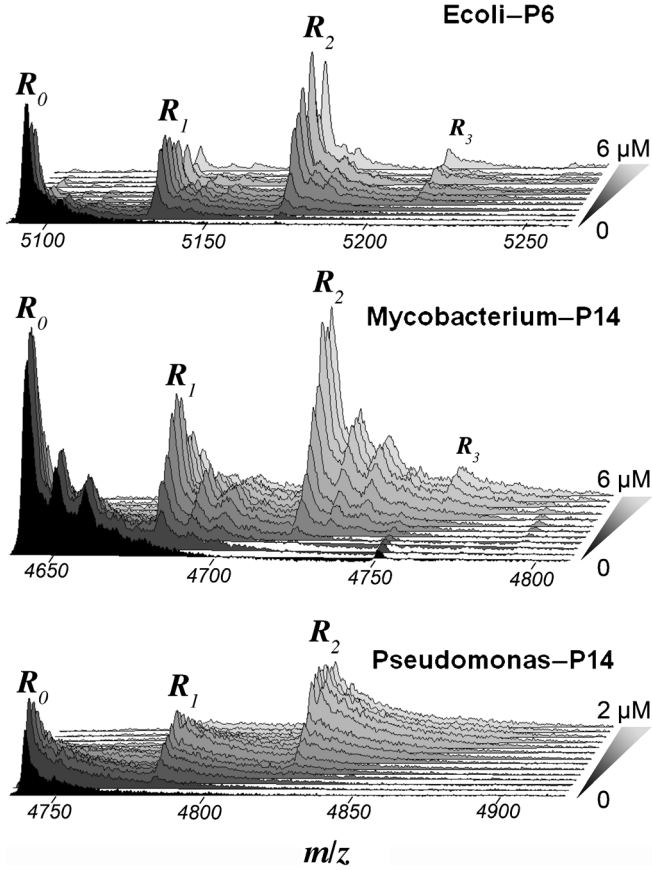 Ecoli–P6
R0
R1
R2
R3
6 μM
0
5100 5150 5200 5250
Mycobacterium–P14
R0
R1
R2
R3
6 μM
0
4650 4700 4750 4800
Pseudomonas–P14
R0
R1
R2
2 μM
0
4750 4800 4850 4900
m/z